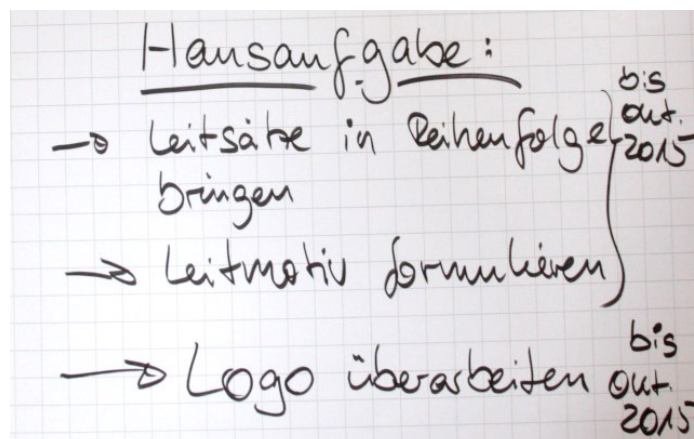 Hausaufgabe:
→ Leitsätze in Reihenfolge
bringen
→ Leitmotiv formulieren
bis
Okt.
2015
→ Logo überarbeiten
bis
Okt.
2015